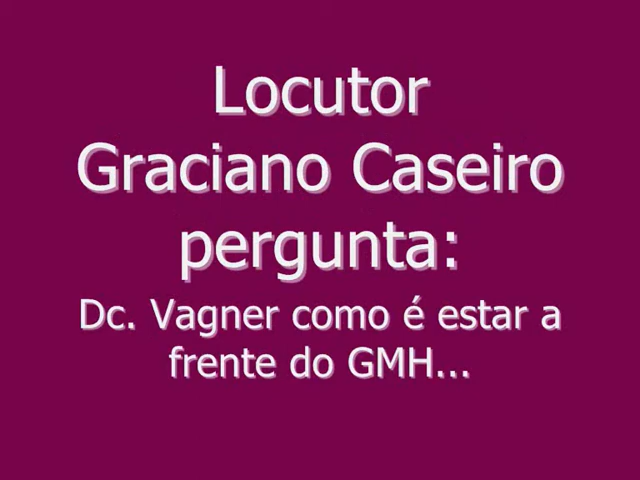 Locutor
Graciano Caseiro
pergunta:
Dc. Vagner como é estar a
frente do GMH...